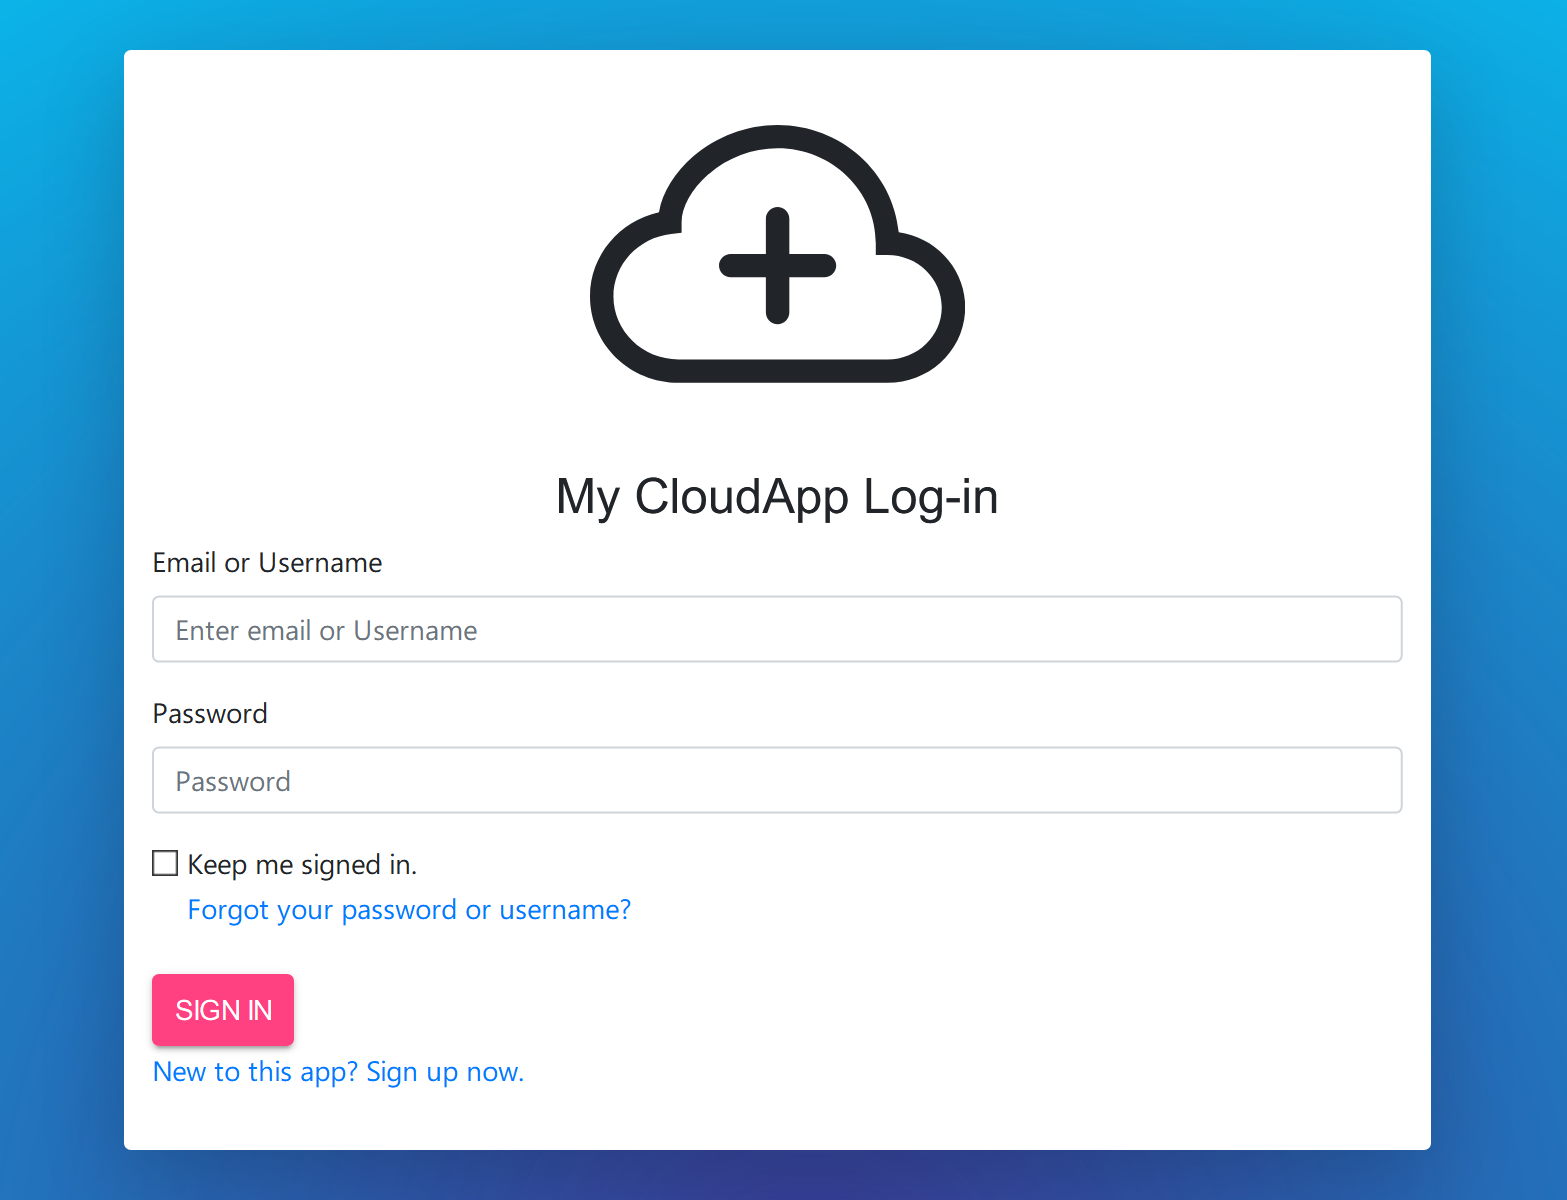 My CloudApp Log-in
Email or Username
Enter email or Username
Password
Password
Keep me signed in.
Forgot your password or username?
SIGN IN
New to this app? Sign up now.